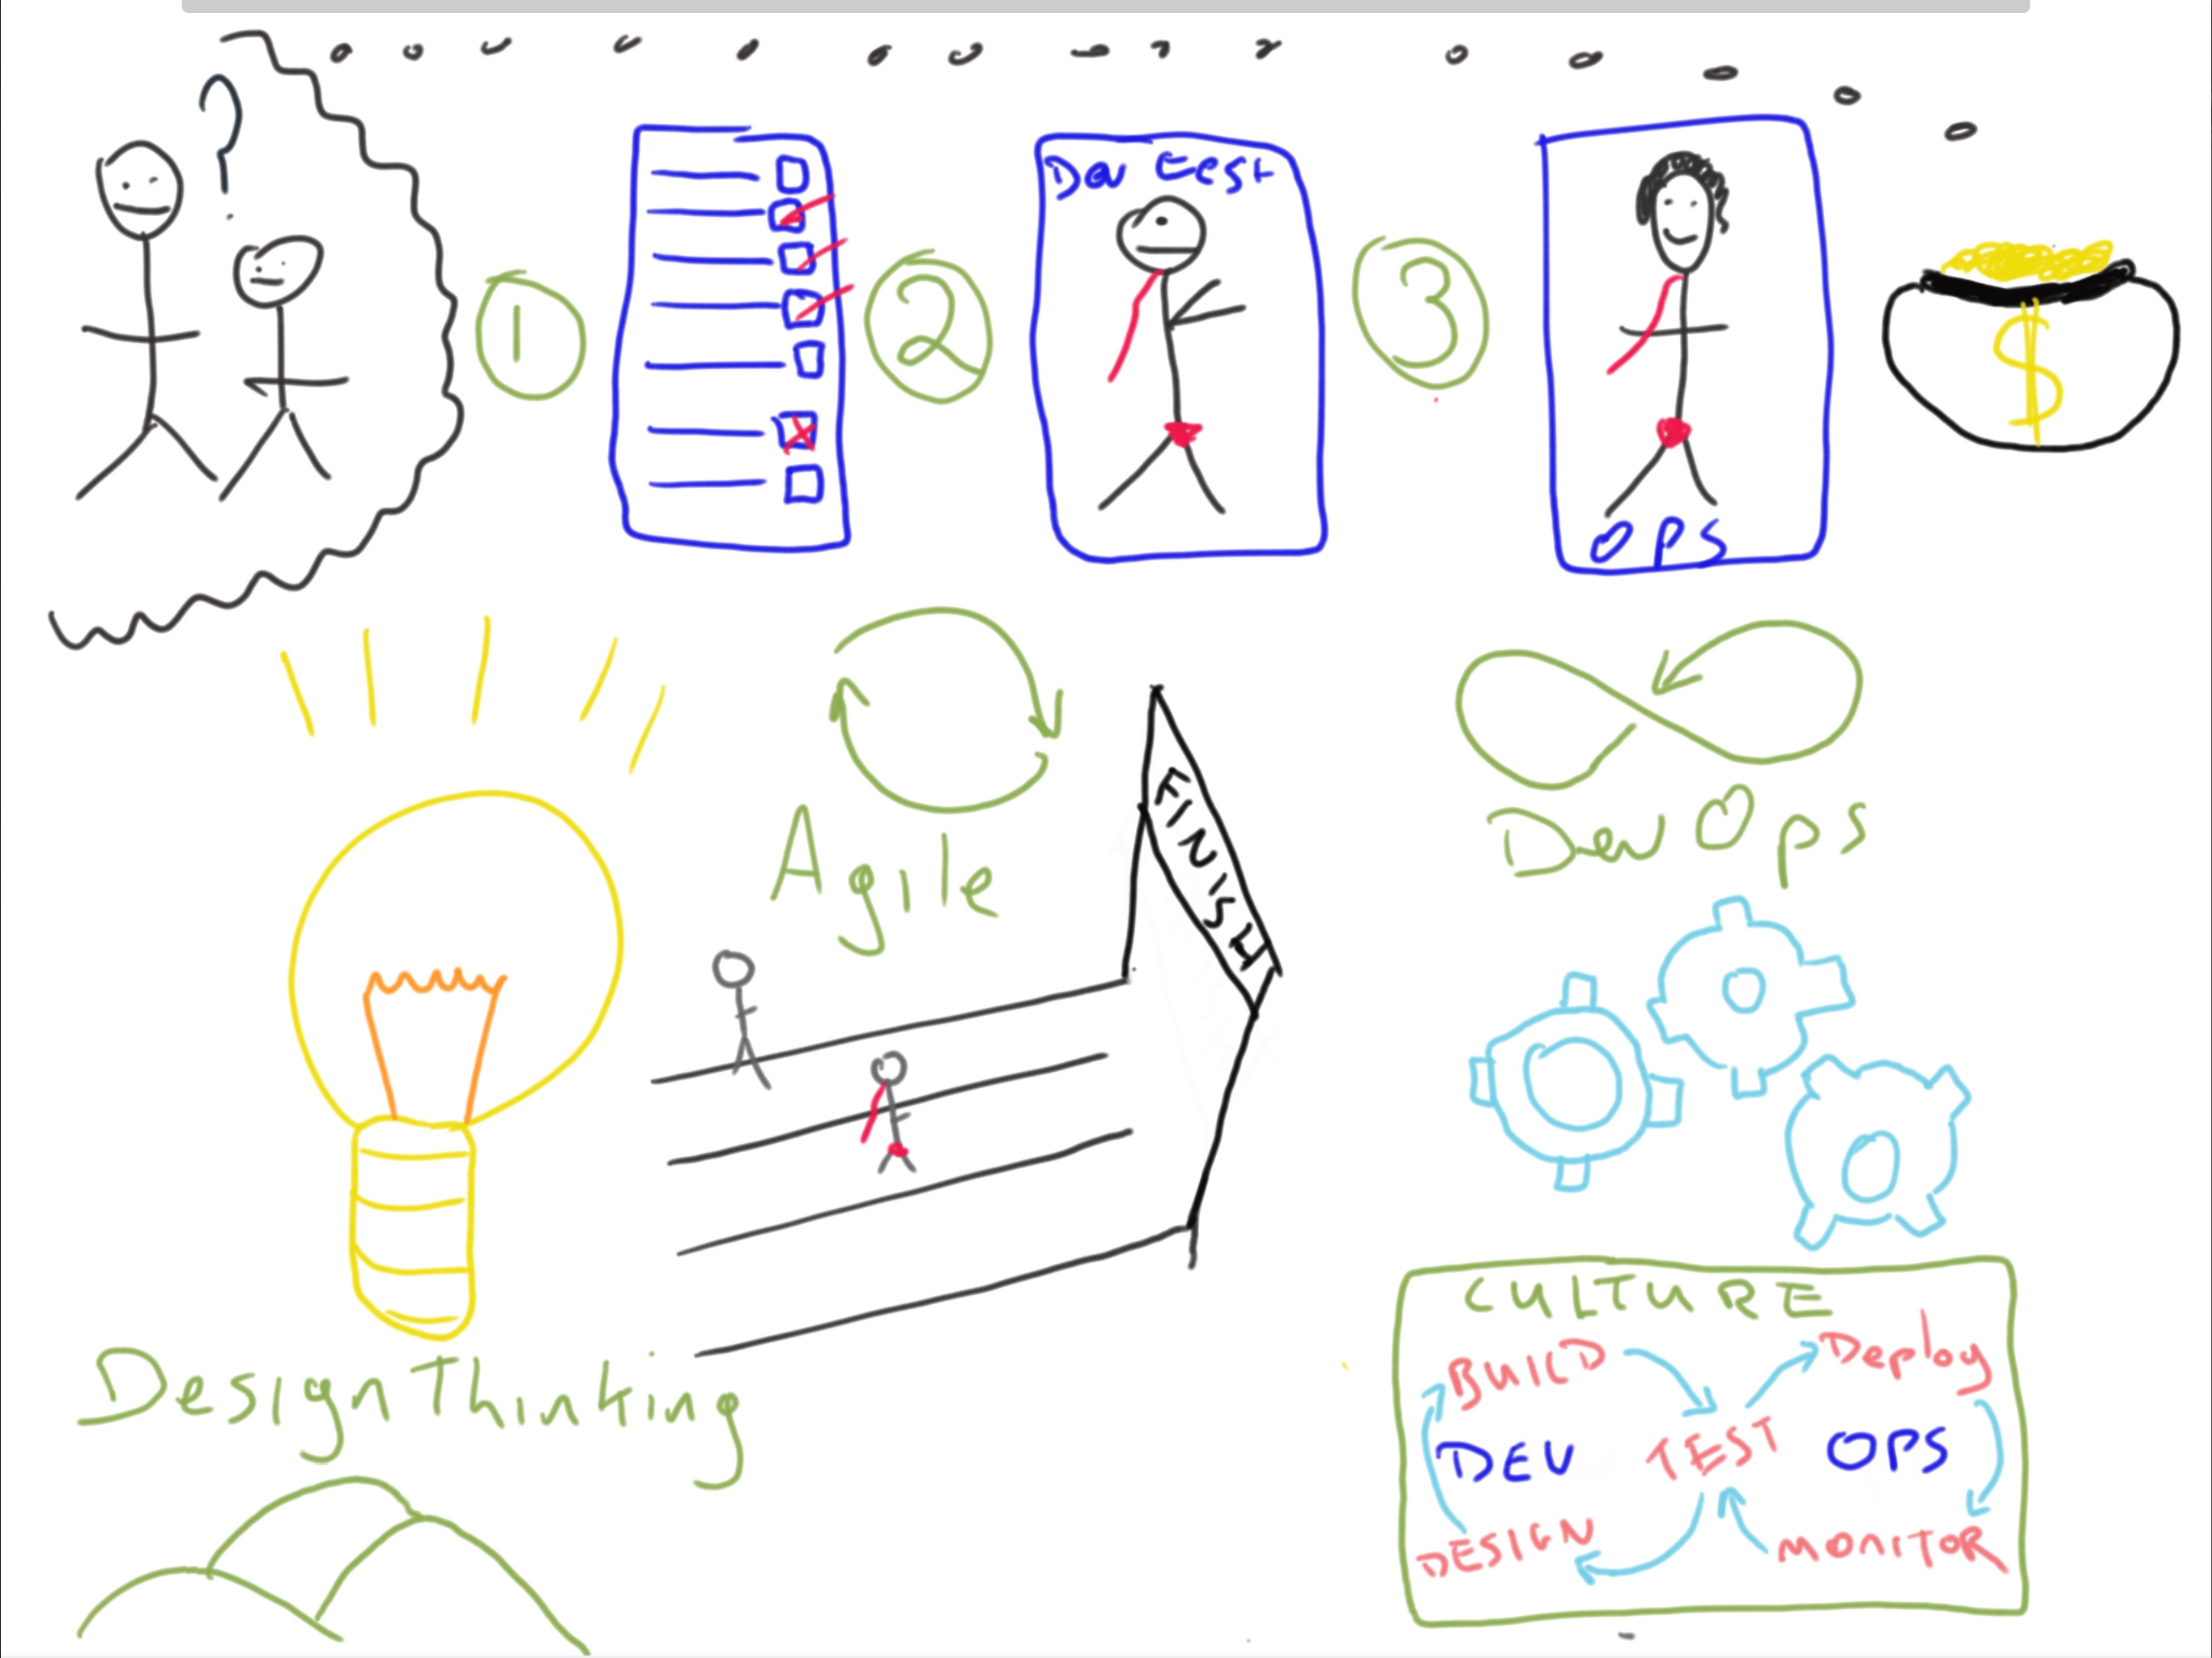 ?
1
2
Dev test
3
OPS
$
Agile
FINISH
DevOps
Design Thinking
CULTURE
BUILD
Deploy
DEV
TEST
OPS
DESIGN
MONITOR